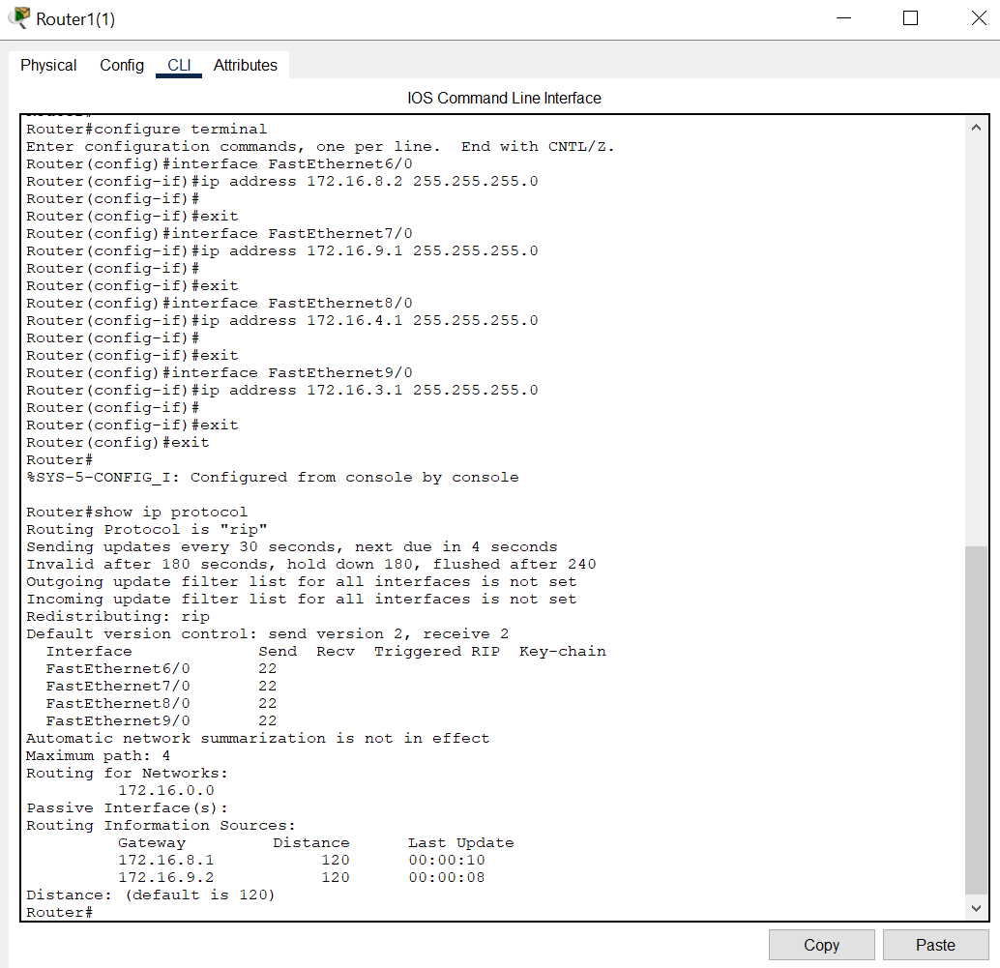 Router1(1)
Physical Config CLI Attributes
IOS Command Line Interface
Router#configure terminal
Enter configuration commands, one per line.  End with CNTL/Z.
Router(config)#interface FastEthernet6/0
Router(config-if)#ip address 172.16.8.2 255.255.255.0
Router(config-if)#
Router(config-if)#exit
Router(config)#interface FastEthernet7/0
Router(config-if)#ip address 172.16.9.1 255.255.255.0
Router(config-if)#
Router(config-if)#exit
Router(config)#interface FastEthernet8/0
Router(config-if)#ip address 172.16.4.1 255.255.255.0
Router(config-if)#
Router(config-if)#exit
Router(config)#interface FastEthernet9/0
Router(config-if)#ip address 172.16.3.1 255.255.255.0
Router(config-if)#
Router(config-if)#exit
Router(config)#exit
Router#
%SYS-5-CONFIG_I: Configured from console by console
Router#show ip protocol
Routing Protocol is "rip"
Sending updates every 30 seconds, next due in 4 seconds
Invalid after 180 seconds, hold down 180, flushed after 240
Outgoing update filter list for all interfaces is not set
Incoming update filter list for all interfaces is not set
Redistributing: rip
Default version control: send version 2, receive 2
Interface Send Recv Triggered RIP Key-chain
FastEthernet6/0 22
FastEthernet7/0 22
FastEthernet8/0 22
FastEthernet9/0 22
Automatic network summarization is not in effect
Maximum path: 4
Routing for Networks:
172.16.0.0
Passive Interface(s):
Routing Information Sources:
Gateway Distance Last Update
172.16.8.1 120 00:00:10
172.16.9.2 120 00:00:08
Distance: (default is 120)
Router#
Copy Paste